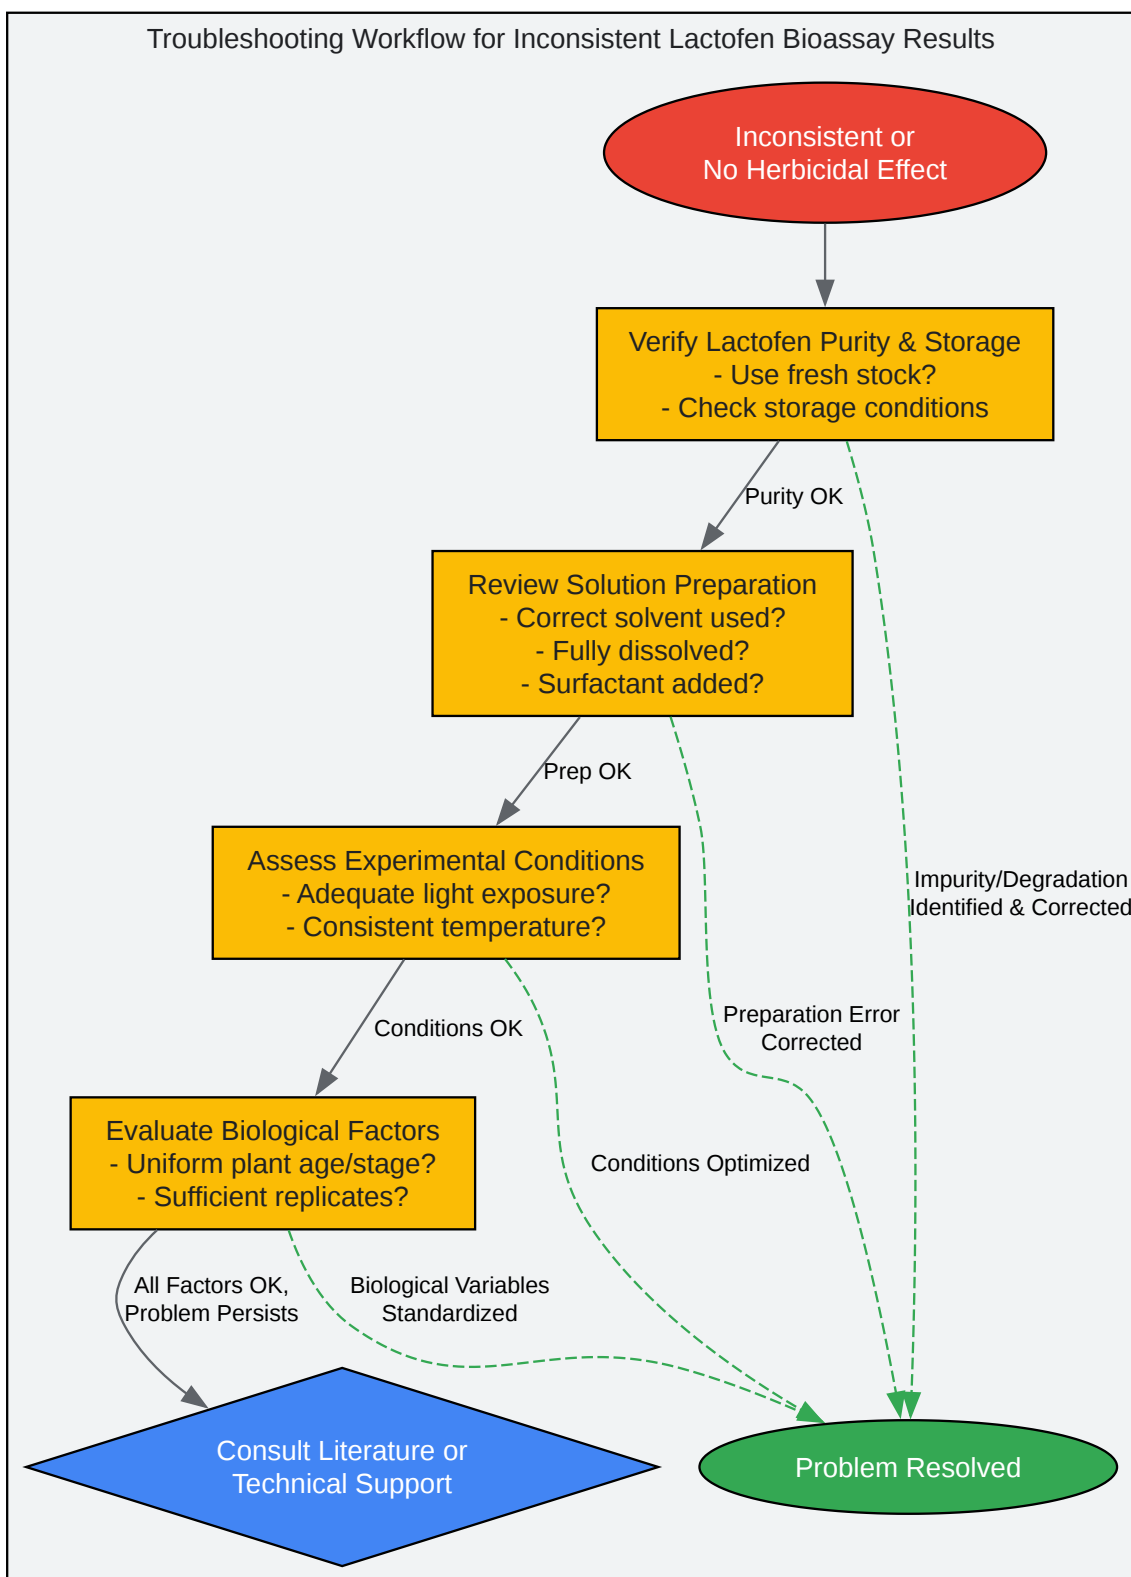 Troubleshooting Workflow for Inconsistent Lactofen Bioassay Results
Inconsistent or
No Herbicidal Effect
Verify Lactofen Purity & Storage
- Use fresh stock?
- Check storage conditions
Purity OK
Review Solution Preparation
- Correct solvent used?
- Fully dissolved?
- Surfactant added?
Prep OK
Assess Experimental Conditions
- Adequate light exposure?
- Consistent temperature?
Impurity/Degradation
Identified & Corrected
Preparation Error
Corrected
Conditions OK
Evaluate Biological Factors
- Uniform plant age/stage?
- Sufficient replicates?
Conditions Optimized
All Factors OK,
Problem Persists
Biological Variables
Standardized
Consult Literature or
Technical Support
Problem Resolved